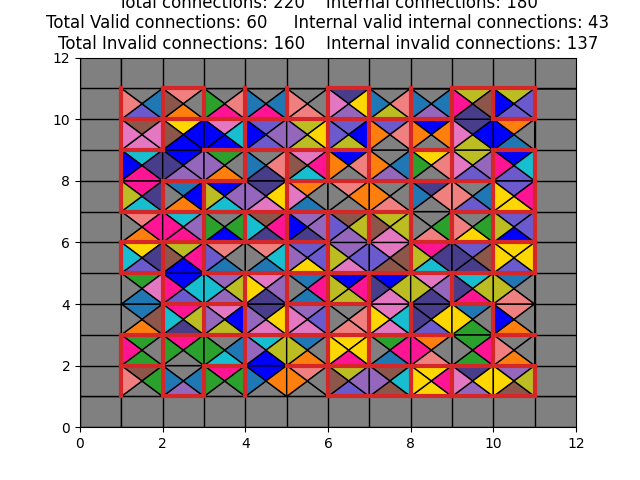 Total connections: 220    Internal connections: 180
Total Valid connections: 60     Internal valid internal connections: 43
Total Invalid connections: 160    Internal invalid connections: 137
12
10
8
6
4
2
0
0 2 4 6 8 10 12